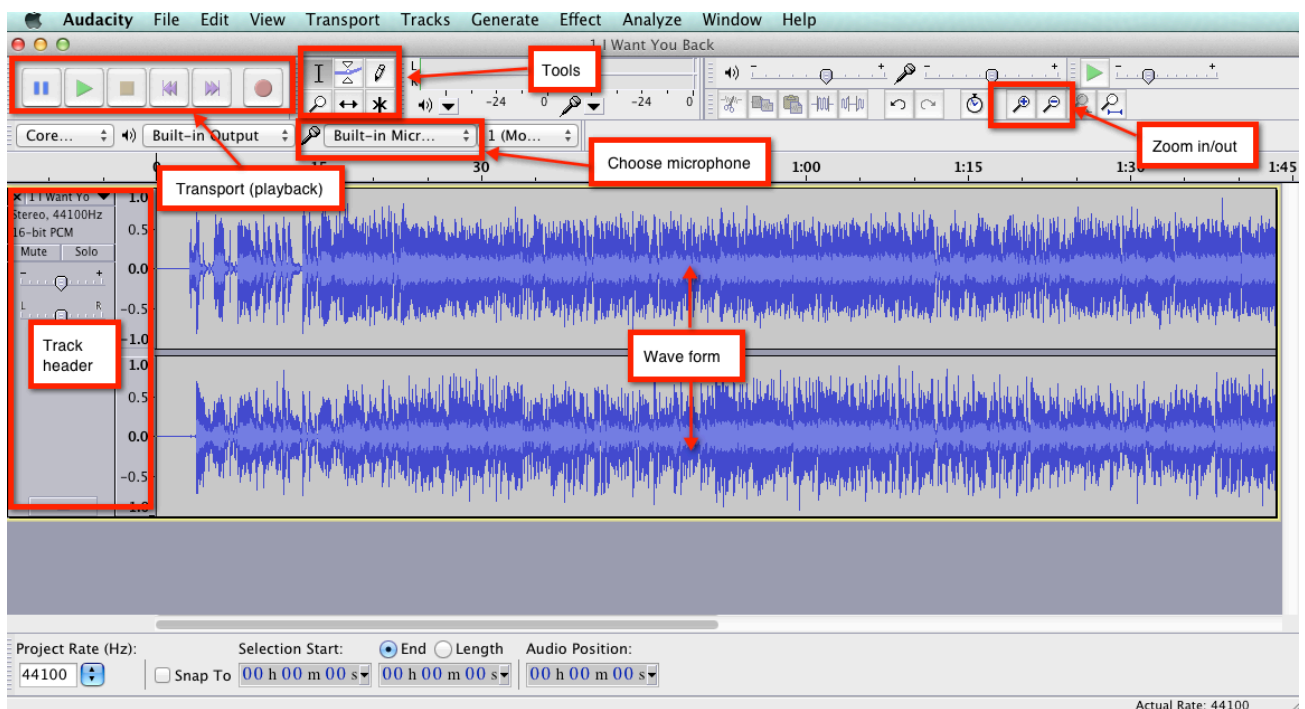 Audacity File Edit View Transport Tracks Generate Effect Analyze Window Help
1 I Want You Back
Tools
L
R
-24 0 -24 0
Core... Built-in Output Built-in Micr... 1 (Mo...
Zoom in/out
Choose microphone
15 30 1:00 1:15 1:30 1:45
Transport (playback)
1 I Want Yo
Stereo, 44100Hz
16-bit PCM
Mute Solo
- +
L R
1.0
0.5
0.0
-0.5
-1.0
Track
header
Wave form
1.0
0.5
0.0
-0.5
-1.0
Project Rate (Hz): Selection Start: End Length Audio Position:
44100 Snap To 00 h 00 m 00 s 00 h 00 m 00 s 00 h 00 m 00 s
Actual Rate: 44100